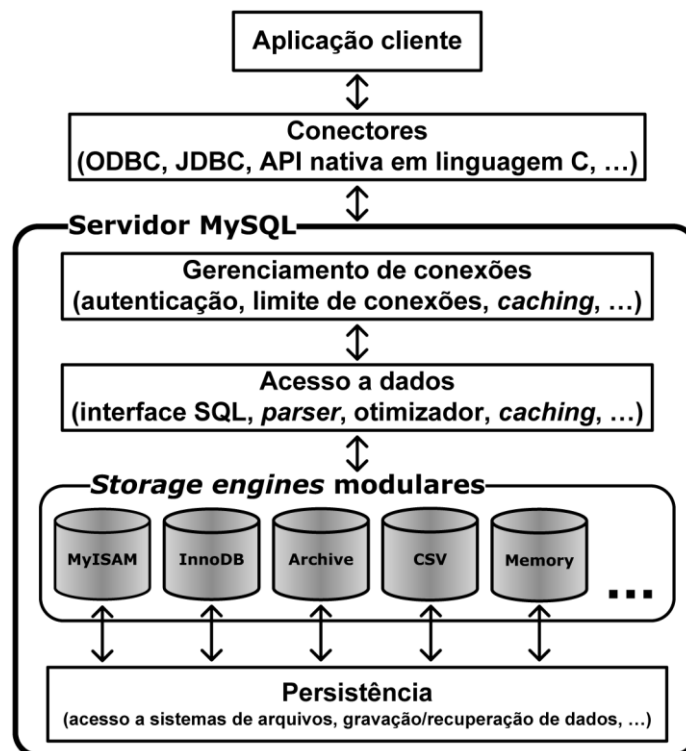 Aplicação cliente
Conectores
(ODBC, JDBC, API nativa em linguagem C, ...)
Servidor MySQL
Gerenciamento de conexões
(autenticação, limite de conexões, caching, ...)
Acesso a dados
(interface SQL, parser, otimizador, caching, ...)
Storage engines modulares
MyISAM InnoDB Archive CSV Memory ...
Persistência
(acesso a sistemas de arquivos, gravação/recuperação de dados, ...)